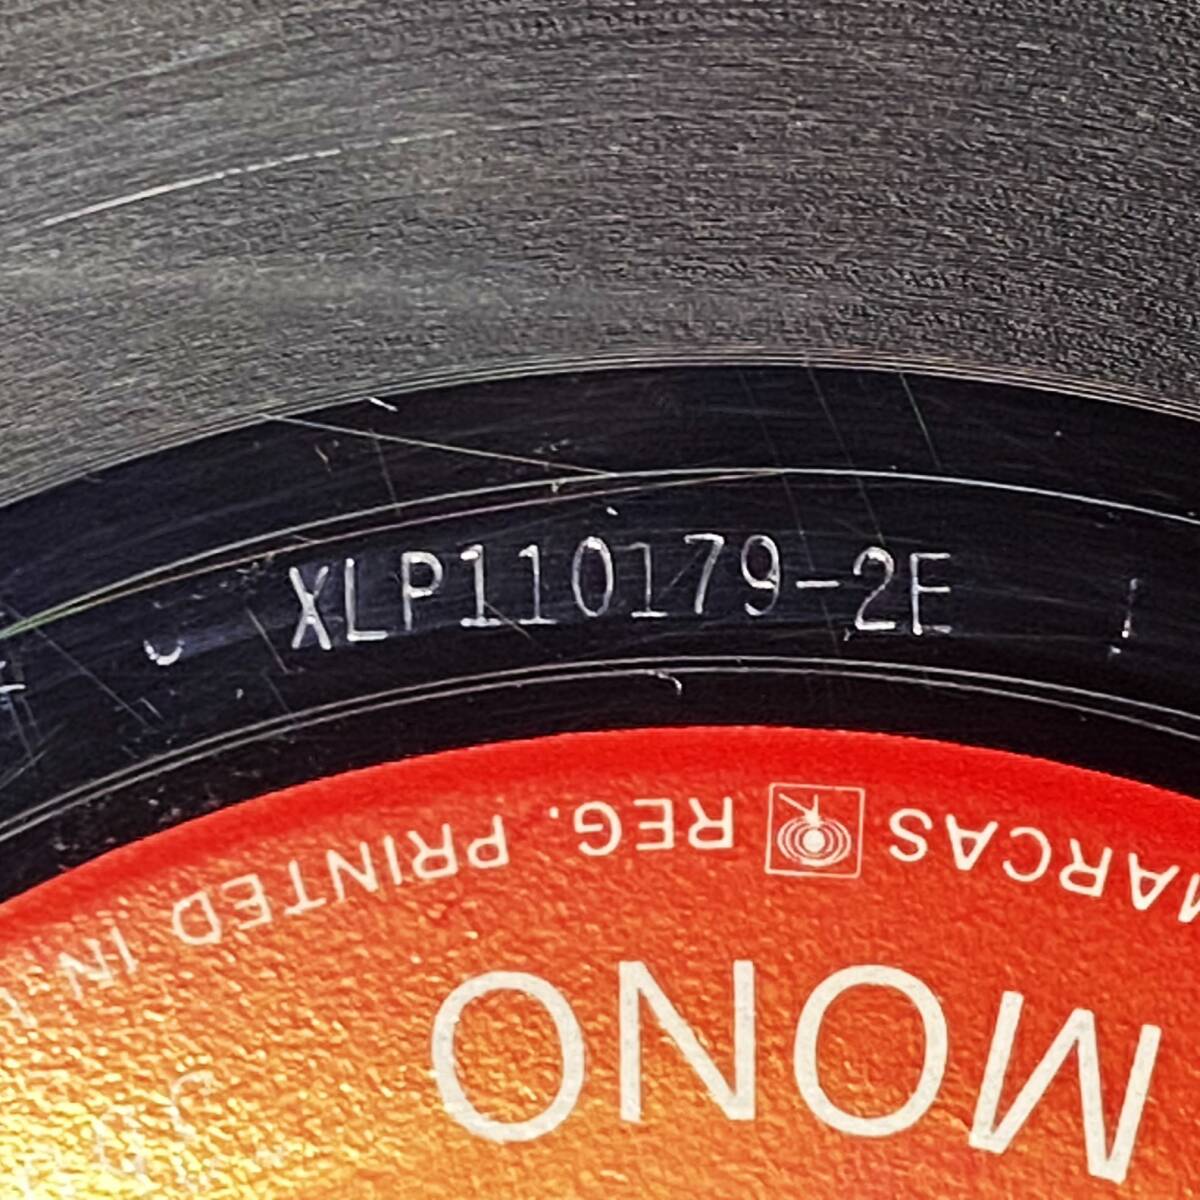 XLP110179-2E
MARCAS REG. PRINTED IN
MONO